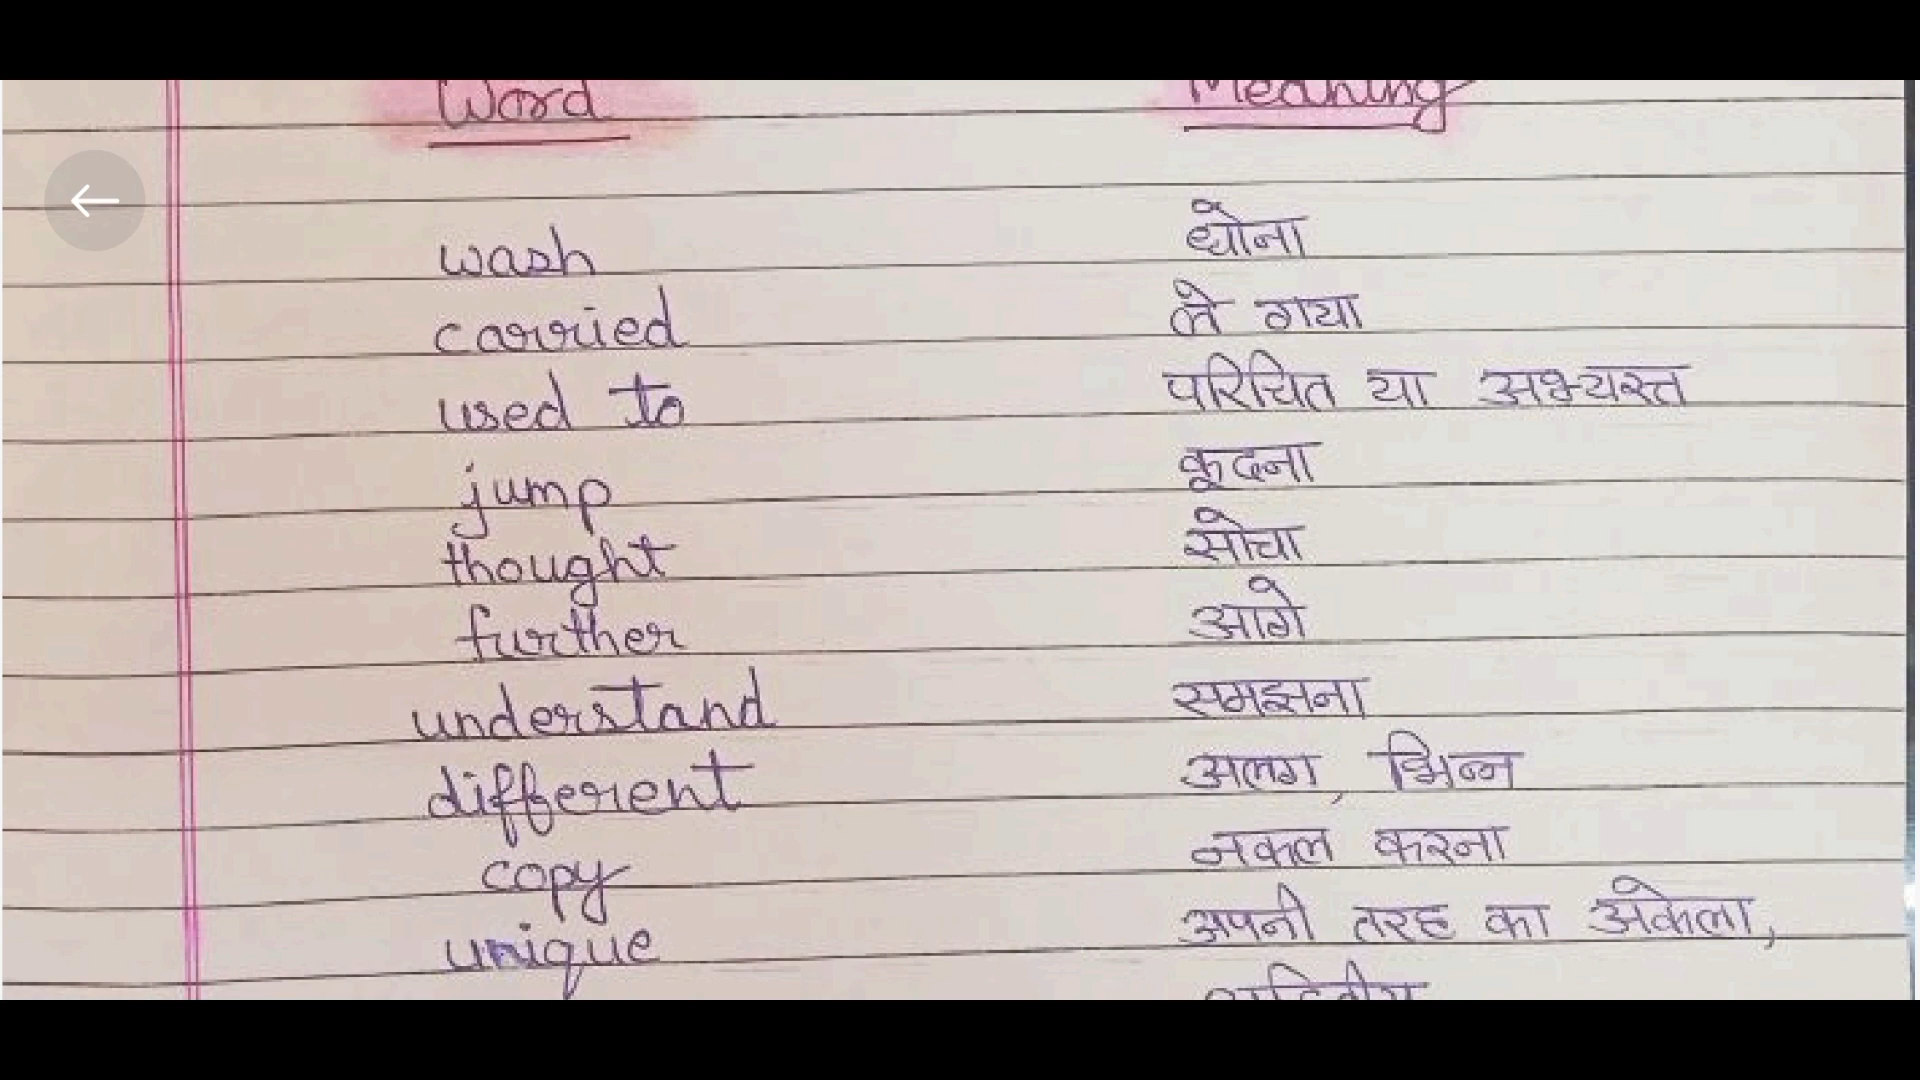 Word Meaning
wash धोना
carried ले गया
used to परिचित या अभ्यस्त
jump कूदना
thought सोचा
further आगे
understand समझना
different अलग, भिन्न
copy नकल करना
unique अपनी तरह का अकेला,